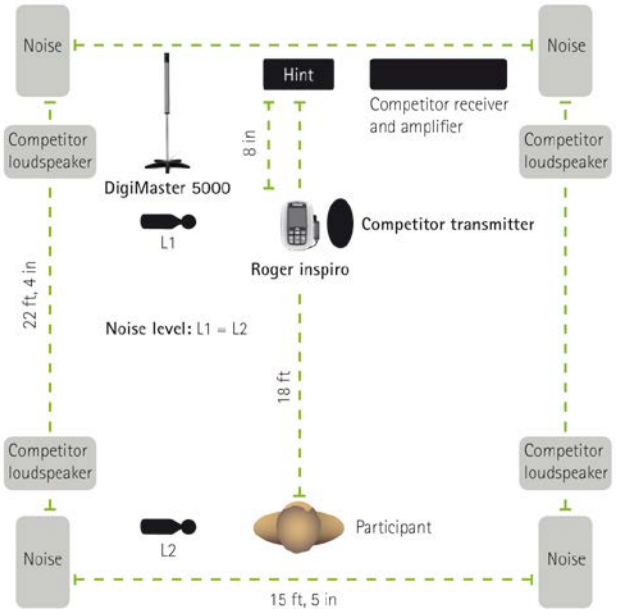 Noise
Hint
Noise
Competitor receiver
and amplifier
Competitor
loudspeaker
8 in
Competitor
loudspeaker
DigiMaster 5000
L1
Competitor transmitter
Roger inspiro
22 ft, 4 in
Noise level: L1 = L2
18 ft
Competitor
loudspeaker
Competitor
loudspeaker
L2
Participant
Noise
Noise
15 ft, 5 in